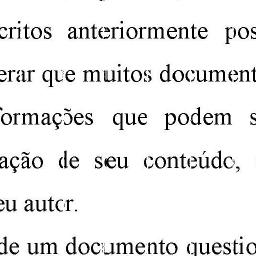 critos anteriormente pos
erar que muitos document
formações que podem s
ação de seu conteúdo,
eu autor.
de um documento questio